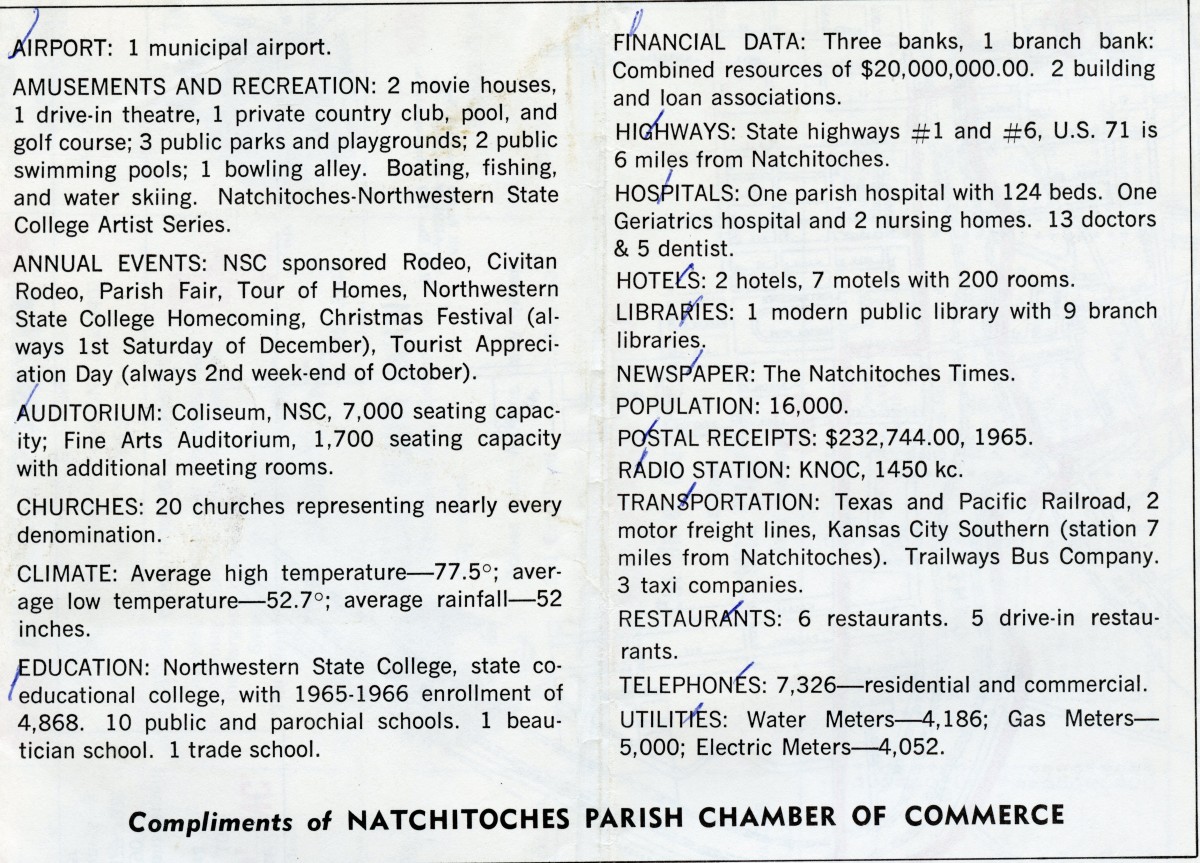 AIRPORT: 1 municipal airport.
AMUSEMENTS AND RECREATION: 2 movie houses,
1 drive-in theatre, 1 private country club, pool, and
golf course; 3 public parks and playgrounds; 2 public
swimming pools; 1 bowling alley. Boating, fishing,
and water skiing. Natchitoches-Northwestern State
College Artist Series.
ANNUAL EVENTS: NSC sponsored Rodeo, Civitan
Rodeo, Parish Fair, Tour of Homes, Northwestern
State College Homecoming, Christmas Festival (al-
ways 1st Saturday of December), Tourist Appreci-
ation Day (always 2nd week-end of October).
AUDITORIUM: Coliseum, NSC, 7,000 seating capac-
ity; Fine Arts Auditorium, 1,700 seating capacity
with additional meeting rooms.
CHURCHES: 20 churches representing nearly every
denomination.
CLIMATE: Average high temperature—77.5°; aver-
age low temperature—52.7°; average rainfall—52
inches.
EDUCATION: Northwestern State College, state co-
educational college, with 1965-1966 enrollment of
4,868. 10 public and parochial schools. 1 beau-
tician school. 1 trade school.
FINANCIAL DATA: Three banks, 1 branch bank:
Combined resources of $20,000,000.00. 2 building
and loan associations.
HIGHWAYS: State highways #1 and #6, U.S. 71 is
6 miles from Natchitoches.
HOSPITALS: One parish hospital with 124 beds. One
Geriatrics hospital and 2 nursing homes. 13 doctors
& 5 dentist.
HOTELS: 2 hotels, 7 motels with 200 rooms.
LIBRARIES: 1 modern public library with 9 branch
libraries.
NEWSPAPER: The Natchitoches Times.
POPULATION: 16,000.
POSTAL RECEIPTS: $232,744.00, 1965.
RADIO STATION: KNOC, 1450 kc.
TRANSPORTATION: Texas and Pacific Railroad, 2
motor freight lines, Kansas City Southern (station 7
miles from Natchitoches). Trailways Bus Company.
3 taxi companies.
RESTAURANTS: 6 restaurants. 5 drive-in restau-
rants.
TELEPHONES: 7,326—residential and commercial.
UTILITIES: Water Meters—4,186; Gas Meters—
5,000; Electric Meters—4,052.
Compliments of NATCHITOCHES PARISH CHAMBER OF COMMERCE